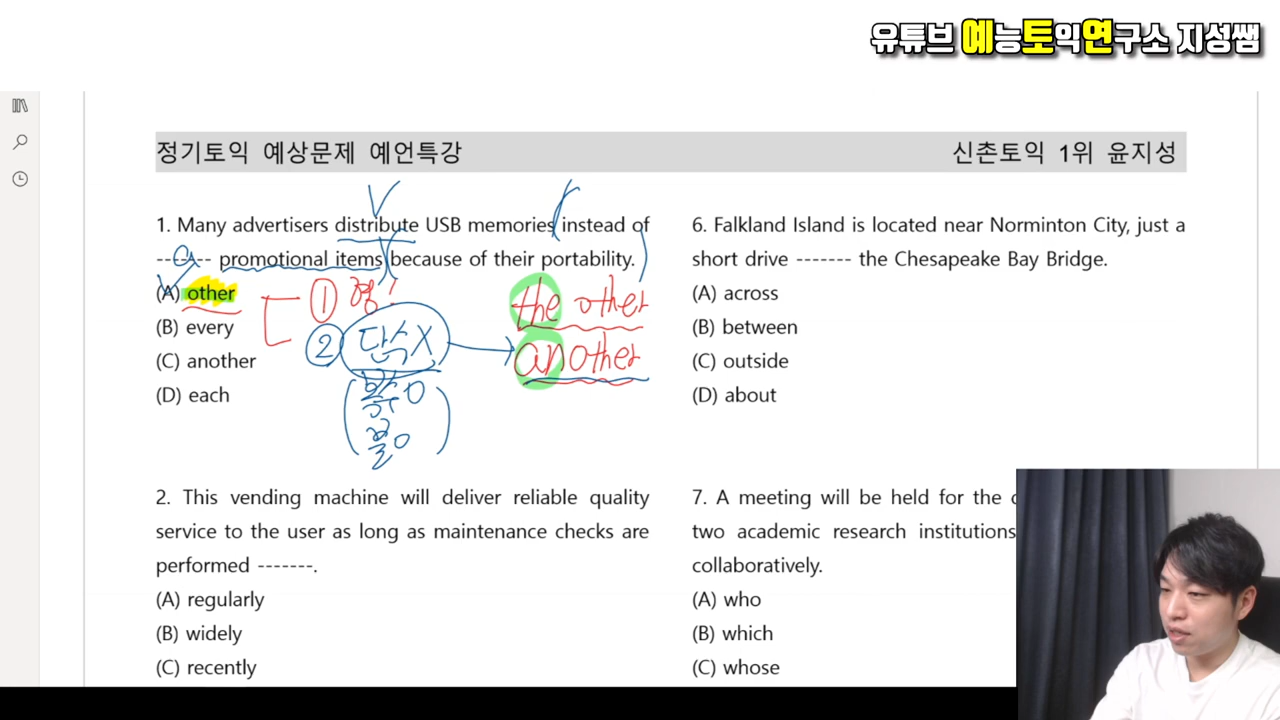 유튜브 예능토익연구소 지성쌤
정기토익 예상문제 예언특강
신촌토익 1위 윤지성
1. Many advertisers distribute USB memories instead of
------- promotional items because of their portability.
(A) other
(B) every
(C) another
(D) each
V
a
① 형!
② 단수X
복수O
불O
the other
another
2. This vending machine will deliver reliable quality
service to the user as long as maintenance checks are
performed -------.
(A) regularly
(B) widely
(C) recently
6. Falkland Island is located near Norminton City, just a
short drive ------- the Chesapeake Bay Bridge.
(A) across
(B) between
(C) outside
(D) about
7. A meeting will be held for the
two academic research institutions
collaboratively.
(A) who
(B) which
(C) whose